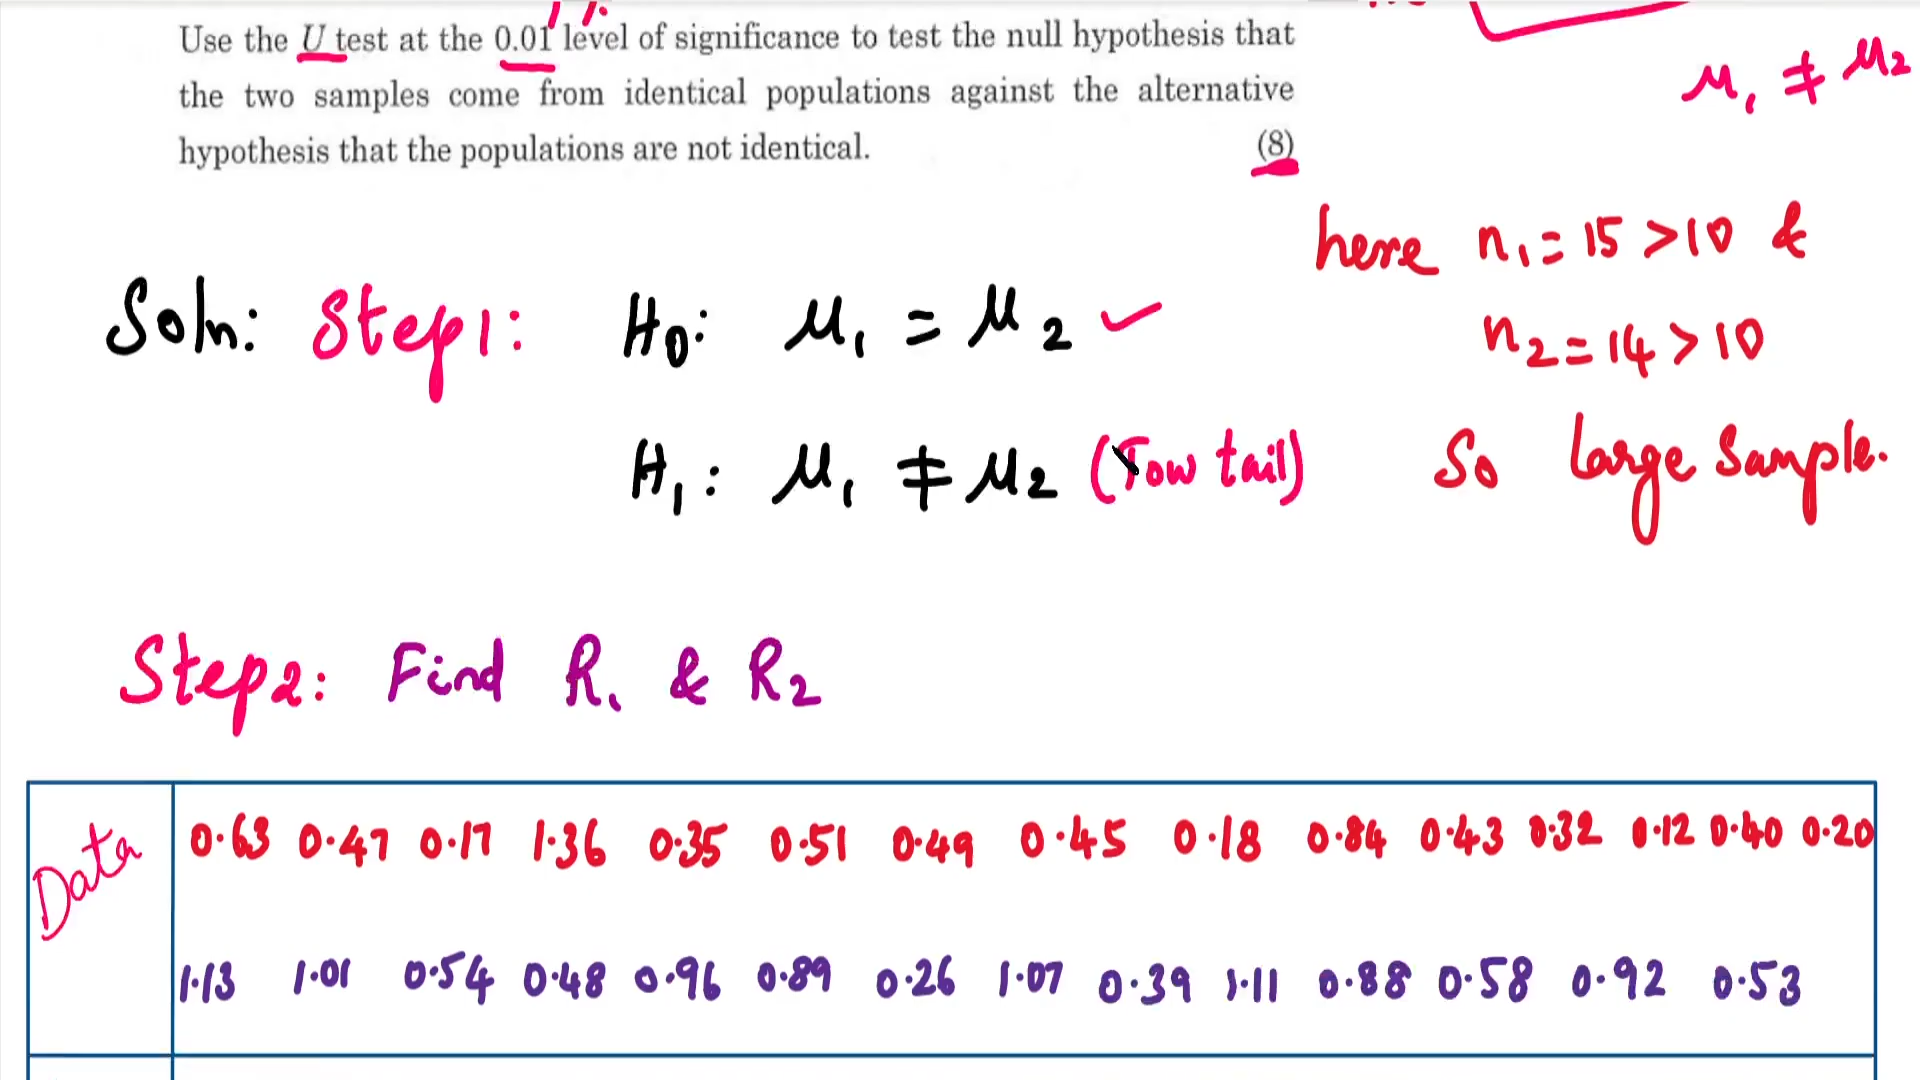 Use the U test at the 0.01 level of significance to test the null hypothesis that
the two samples come from identical populations against the alternative
hypothesis that the populations are not identical. (8)
μ₁ ≠ μ₂
here n₁ = 15 > 10 &
n₂ = 14 > 10
So large Sample.
Soln: Step1: H₀: μ₁ = μ₂ ✓
H₁: μ₁ ≠ μ₂ (Tow tail)
Step2: Find R₁ & R₂
Data
0.63 0.47 0.17 1.36 0.35 0.51 0.49 0.45 0.18 0.84 0.43 0.32 0.12 0.40 0.20
1.13 1.01 0.54 0.48 0.96 0.89 0.26 1.07 0.39 1.11 0.88 0.58 0.92 0.53